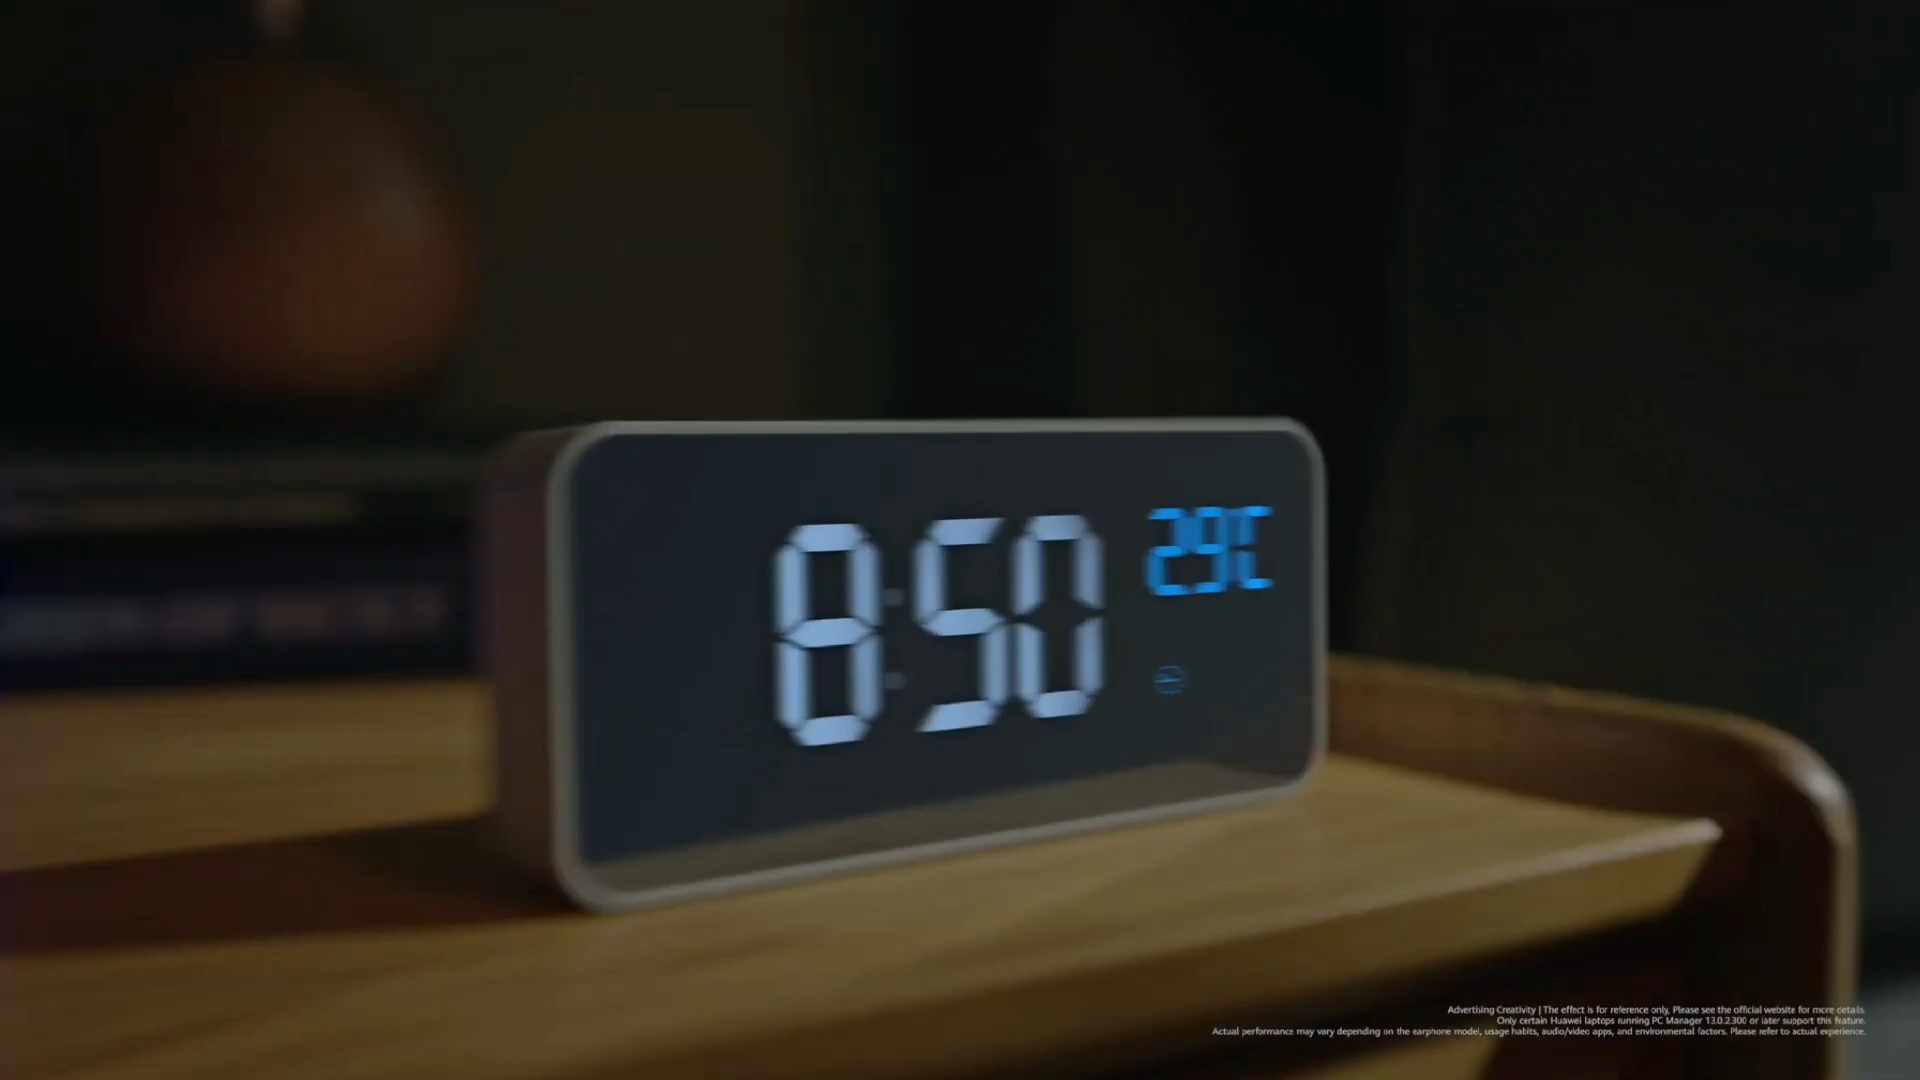 8:50
29℃
Advertising Creativity | The effect is for reference only, Please see the official website for more details.
Only certain Huawei laptops running PC Manager 13.0.2.300 or later support this feature.
Actual performance may vary depending on the earphone model, usage habits, audio/video apps, and environmental factors. Please refer to actual experience.